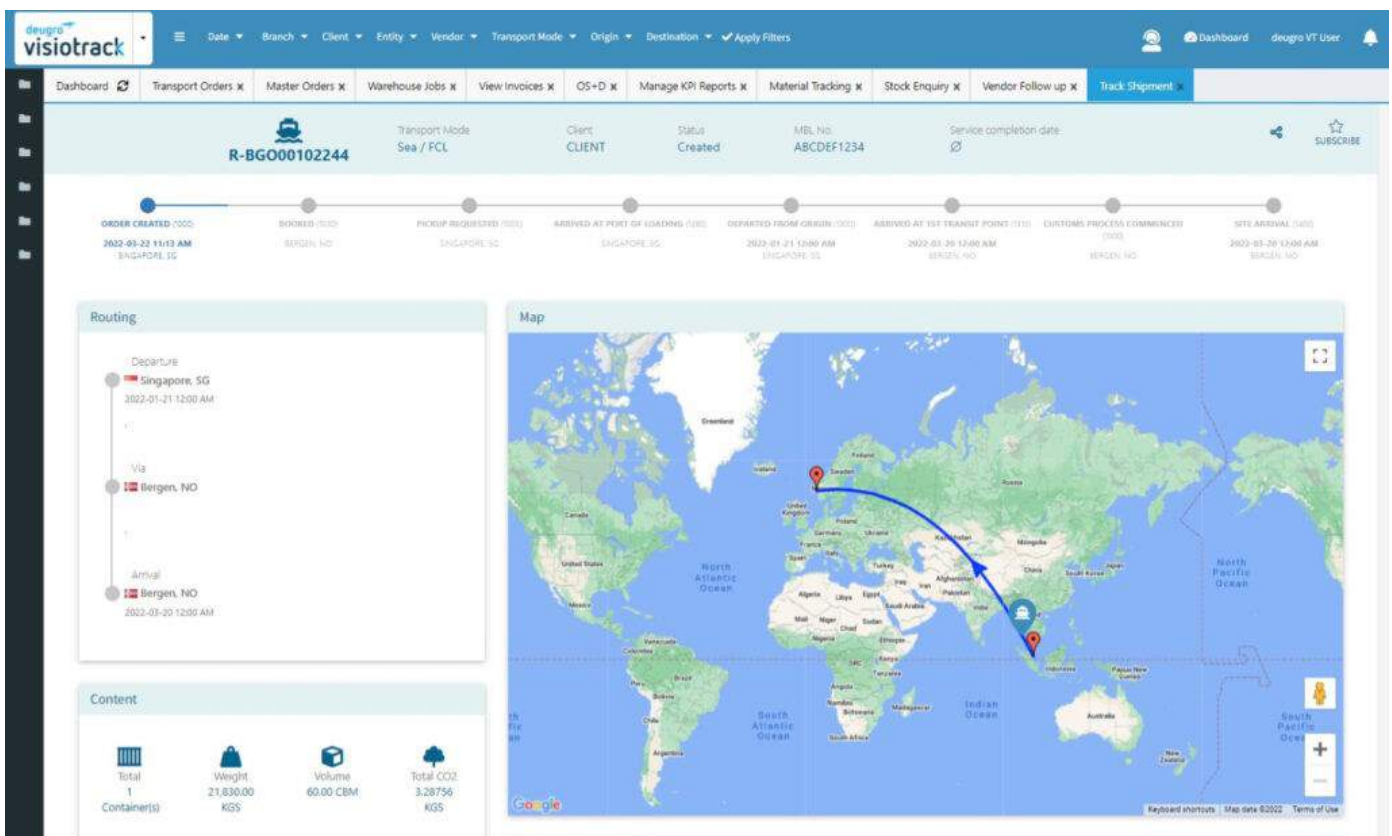 deugro
visiotrack
Date Branch Client Entity Vendor Transport Mode Origin Destination Apply Filters
Dashboard deugro VT User
Dashboard Transport Orders x Master Orders x Warehouse Jobs x View Invoices x OS+D x Manage KPI Reports x Material Tracking x Stock Enquiry x Vendor Follow up x Track Shipment x
Transport Mode Client Status MBL No. Service completion date
R-BGO00102244 Sea / FCL CLIENT Created ABCDEF1234 Ø
SUBSCRIBE
ORDER CREATED BOOKED PICKUP REQUESTED ARRIVED AT PORT OF LOADING DEPARTED FROM ORIGIN ARRIVED AT 1ST TRANSIT POINT CUSTOMS PROCESS COMMENCED SITE ARRIVAL
2022-03-22 11:13 AM BERGEN, NO SINGAPORE, SG SINGAPORE, SG 2022-01-21 12:00 AM 2022-03-20 12:00 AM 2022-03-20 12:00 AM
SINGAPORE, SG SINGAPORE, SG BERGEN, NO BERGEN, NO BERGEN, NO
Routing
Departure
Singapore, SG
2022-01-21 12:00 AM
Via
Bergen, NO
Arrival
Bergen, NO
2022-03-20 12:00 AM
Map
Greenland
Iceland
Finland
Sweden
Russia
Canada
United Kingdom
Poland
Germany
Ukraine
France
Kazakhstan
Mongolia
Spain
Italy
United States
Turkey
China
South Korea
Japan
North Atlantic Ocean
North Pacific Ocean
Iraq
Iran
Afghanistan
Pakistan
Algeria
Libya
Egypt
Saudi Arabia
India
Mexico
Mali
Niger
Chad
Sudan
Nigeria
Ethiopia
Venezuela
Colombia
DRC
Kenya
Tanzania
Indonesia
Papua New Guinea
Peru
Brazil
Bolivia
Angola
Namibia
Botswana
Madagascar
Indian Ocean
Australia
Chile
South Atlantic Ocean
South Africa
South Pacific Ocean
Argentina
New Zealand
Google
Keyboard shortcuts Map data ©2022 Terms of Use
Content
Total Weight Volume Total CO2
1 21,830.00 60.00 CBM 3.28756
Container(s) KGS KGS